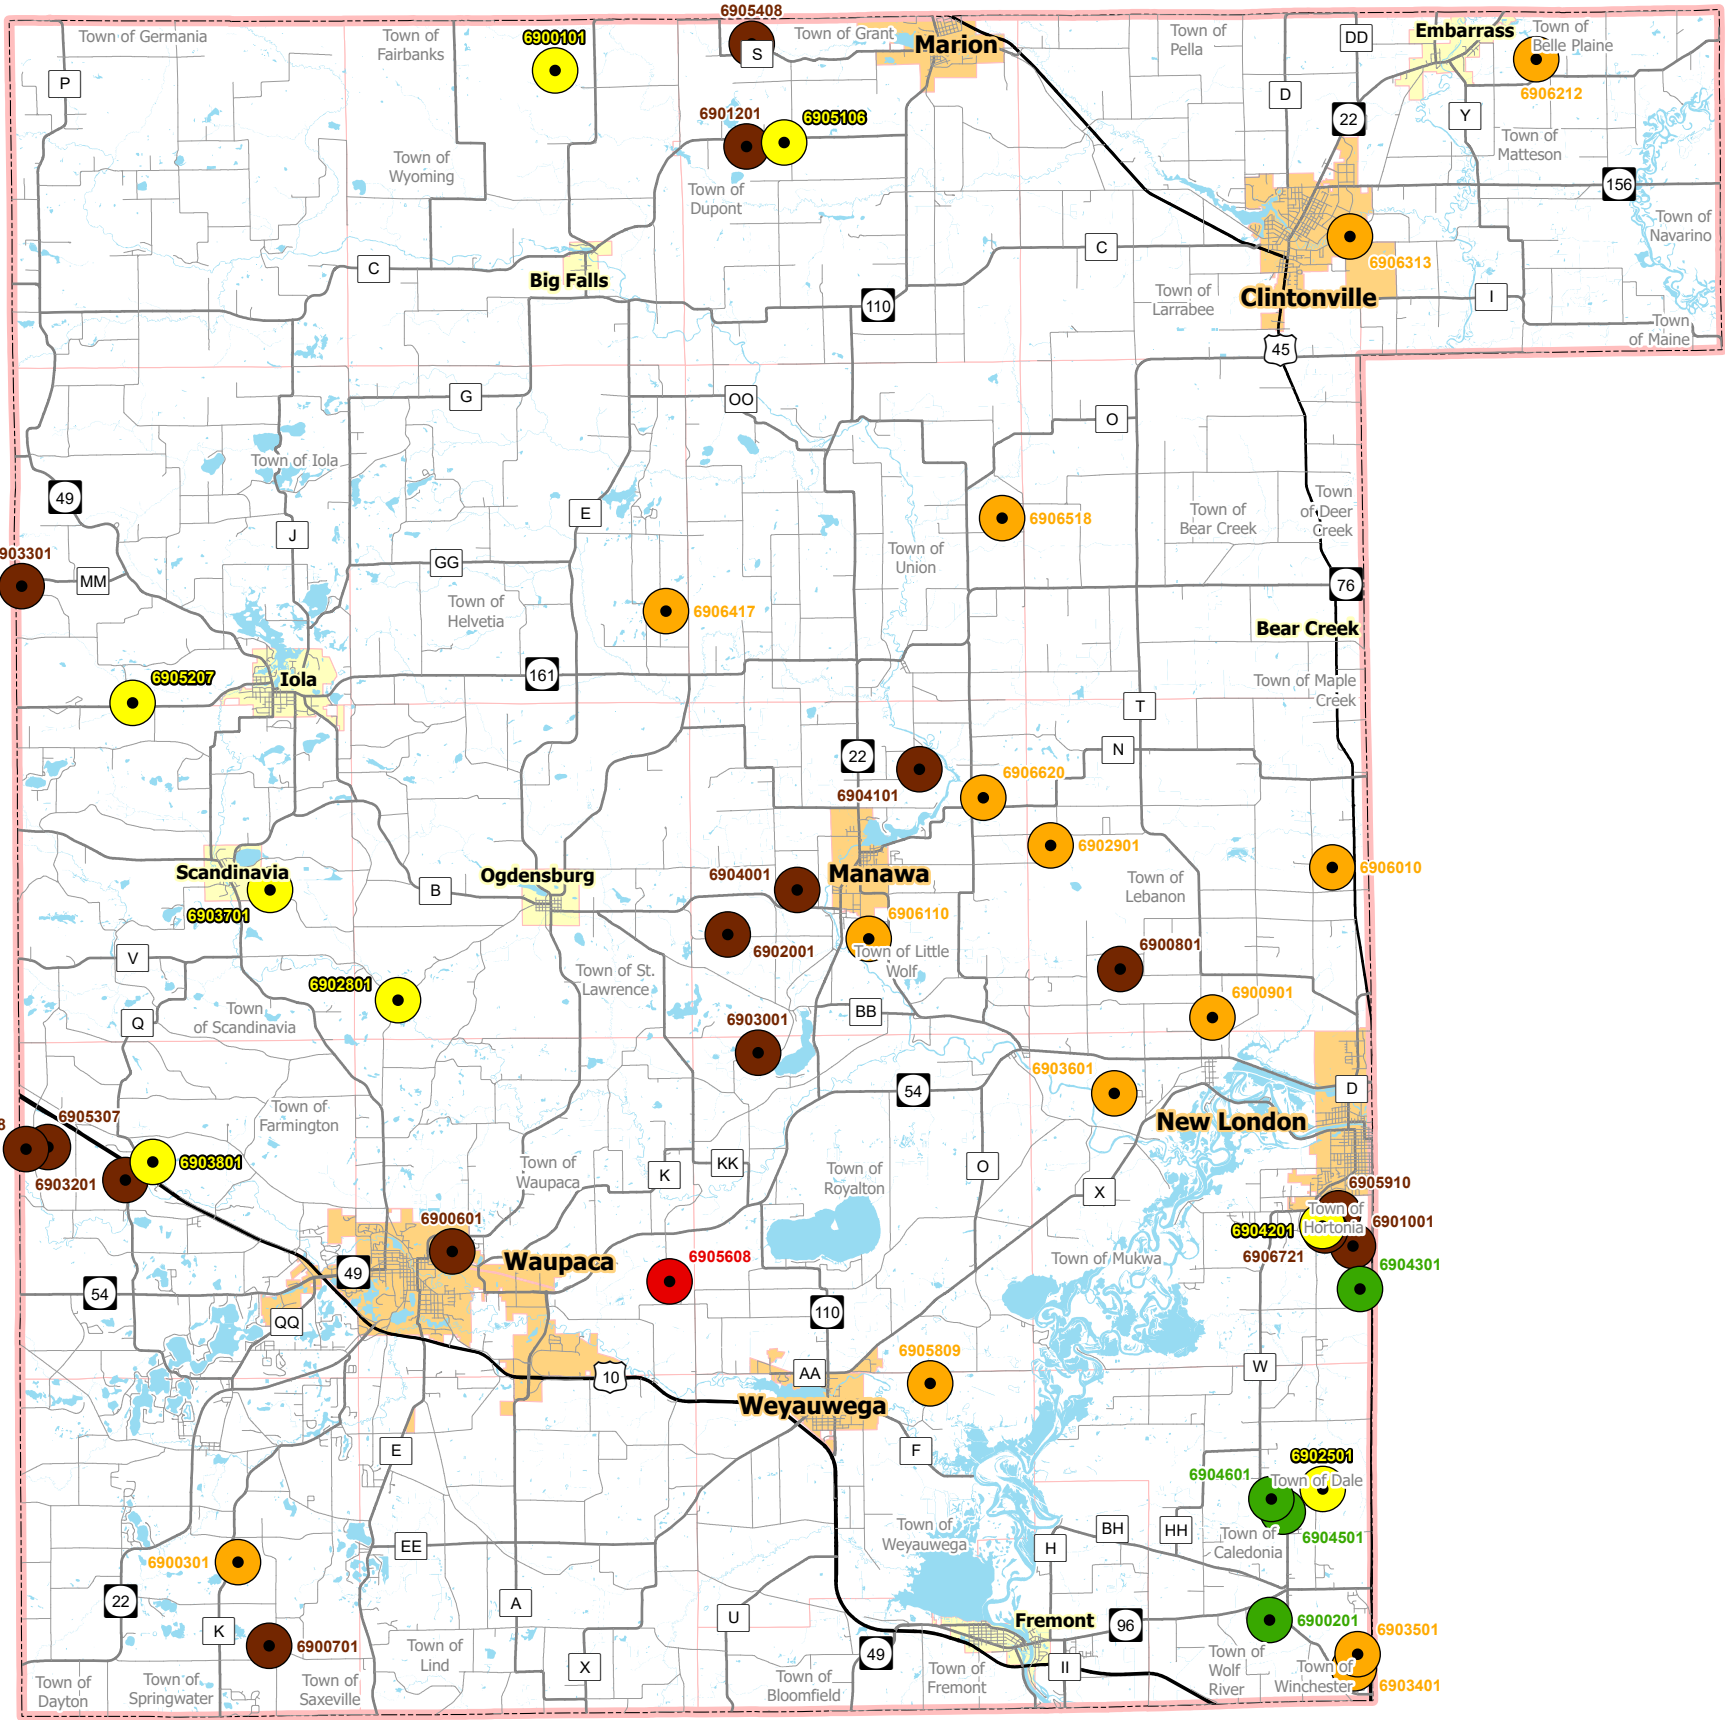 6905408
Town of Germania
Town of
Fairbanks
6900101
Town of Grant
S
Marion
Town of
Pella
DD
Embarrass
Town of
Belle Plaine
6906212
P
D
22
Y
6901201
6905106
Town of
Matteson
Town of
Wyoming
Town of
Dupont
156
Town of
Navarino
C
C
6906313
Big Falls
110
Town of
Larrabee
Clintonville
I
Town
of Maine
45
G
OO
O
Town of Iola
49
E
6906518
Town of
Bear Creek
Town
of Deer
Creek
J
903301
MM
GG
Town of
Union
76
Town of
Helvetia
6906417
Bear Creek
6905207
Iola
161
Town of Maple
Creek
T
22
N
6904101
6906620
6902901
6906010
Scandinavia
6903701
B
Ogdensburg
6904001
Manawa
Town of
Lebanon
6906110
6902001
Town of Little
Wolf
6900801
V
Town of St.
Lawrence
6902801
6900901
Town
of Scandinavia
Q
6903001
BB
6903601
54
D
8
6905307
Town of
Farmington
New London
6903801
6903201
Town of
Waupaca
K
KK
Town of
Royalton
O
X
6905910
Town of
Hortonia
6901001
6904201
6906721
6900601
Waupaca
6905608
Town of Mukwa
6904301
49
54
QQ
110
10
AA
6905809
W
Weyauwega
E
F
6902501
6904601
Town of Dale
6904501
Town of
Weyauwega
BH
HH
Town of
Caledonia
EE
H
6900301
22
K
A
U
Fremont
96
6900201
6903501
6900701
Town of
Lind
49
X
II
Town of
Wolf
River
Town of
Winchester
6903401
Town of
Dayton
Town of
Springwater
Town of
Saxeville
Town of
Bloomfield
Town of
Fremont